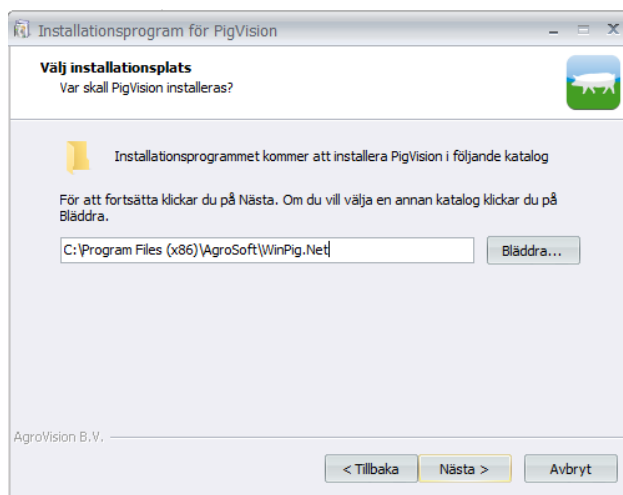 Installationsprogram för PigVision
Välj installationsplats
Var skall PigVision installeras?
Installationsprogrammet kommer att installera PigVision i följande katalog
För att fortsätta klickar du på Nästa. Om du vill välja en annan katalog klickar du på
Bläddra.
C:\Program Files (x86)\AgroSoft\WinPig.Net
Bläddra...
AgroVision B.V.
< Tillbaka
Nästa >
Avbryt